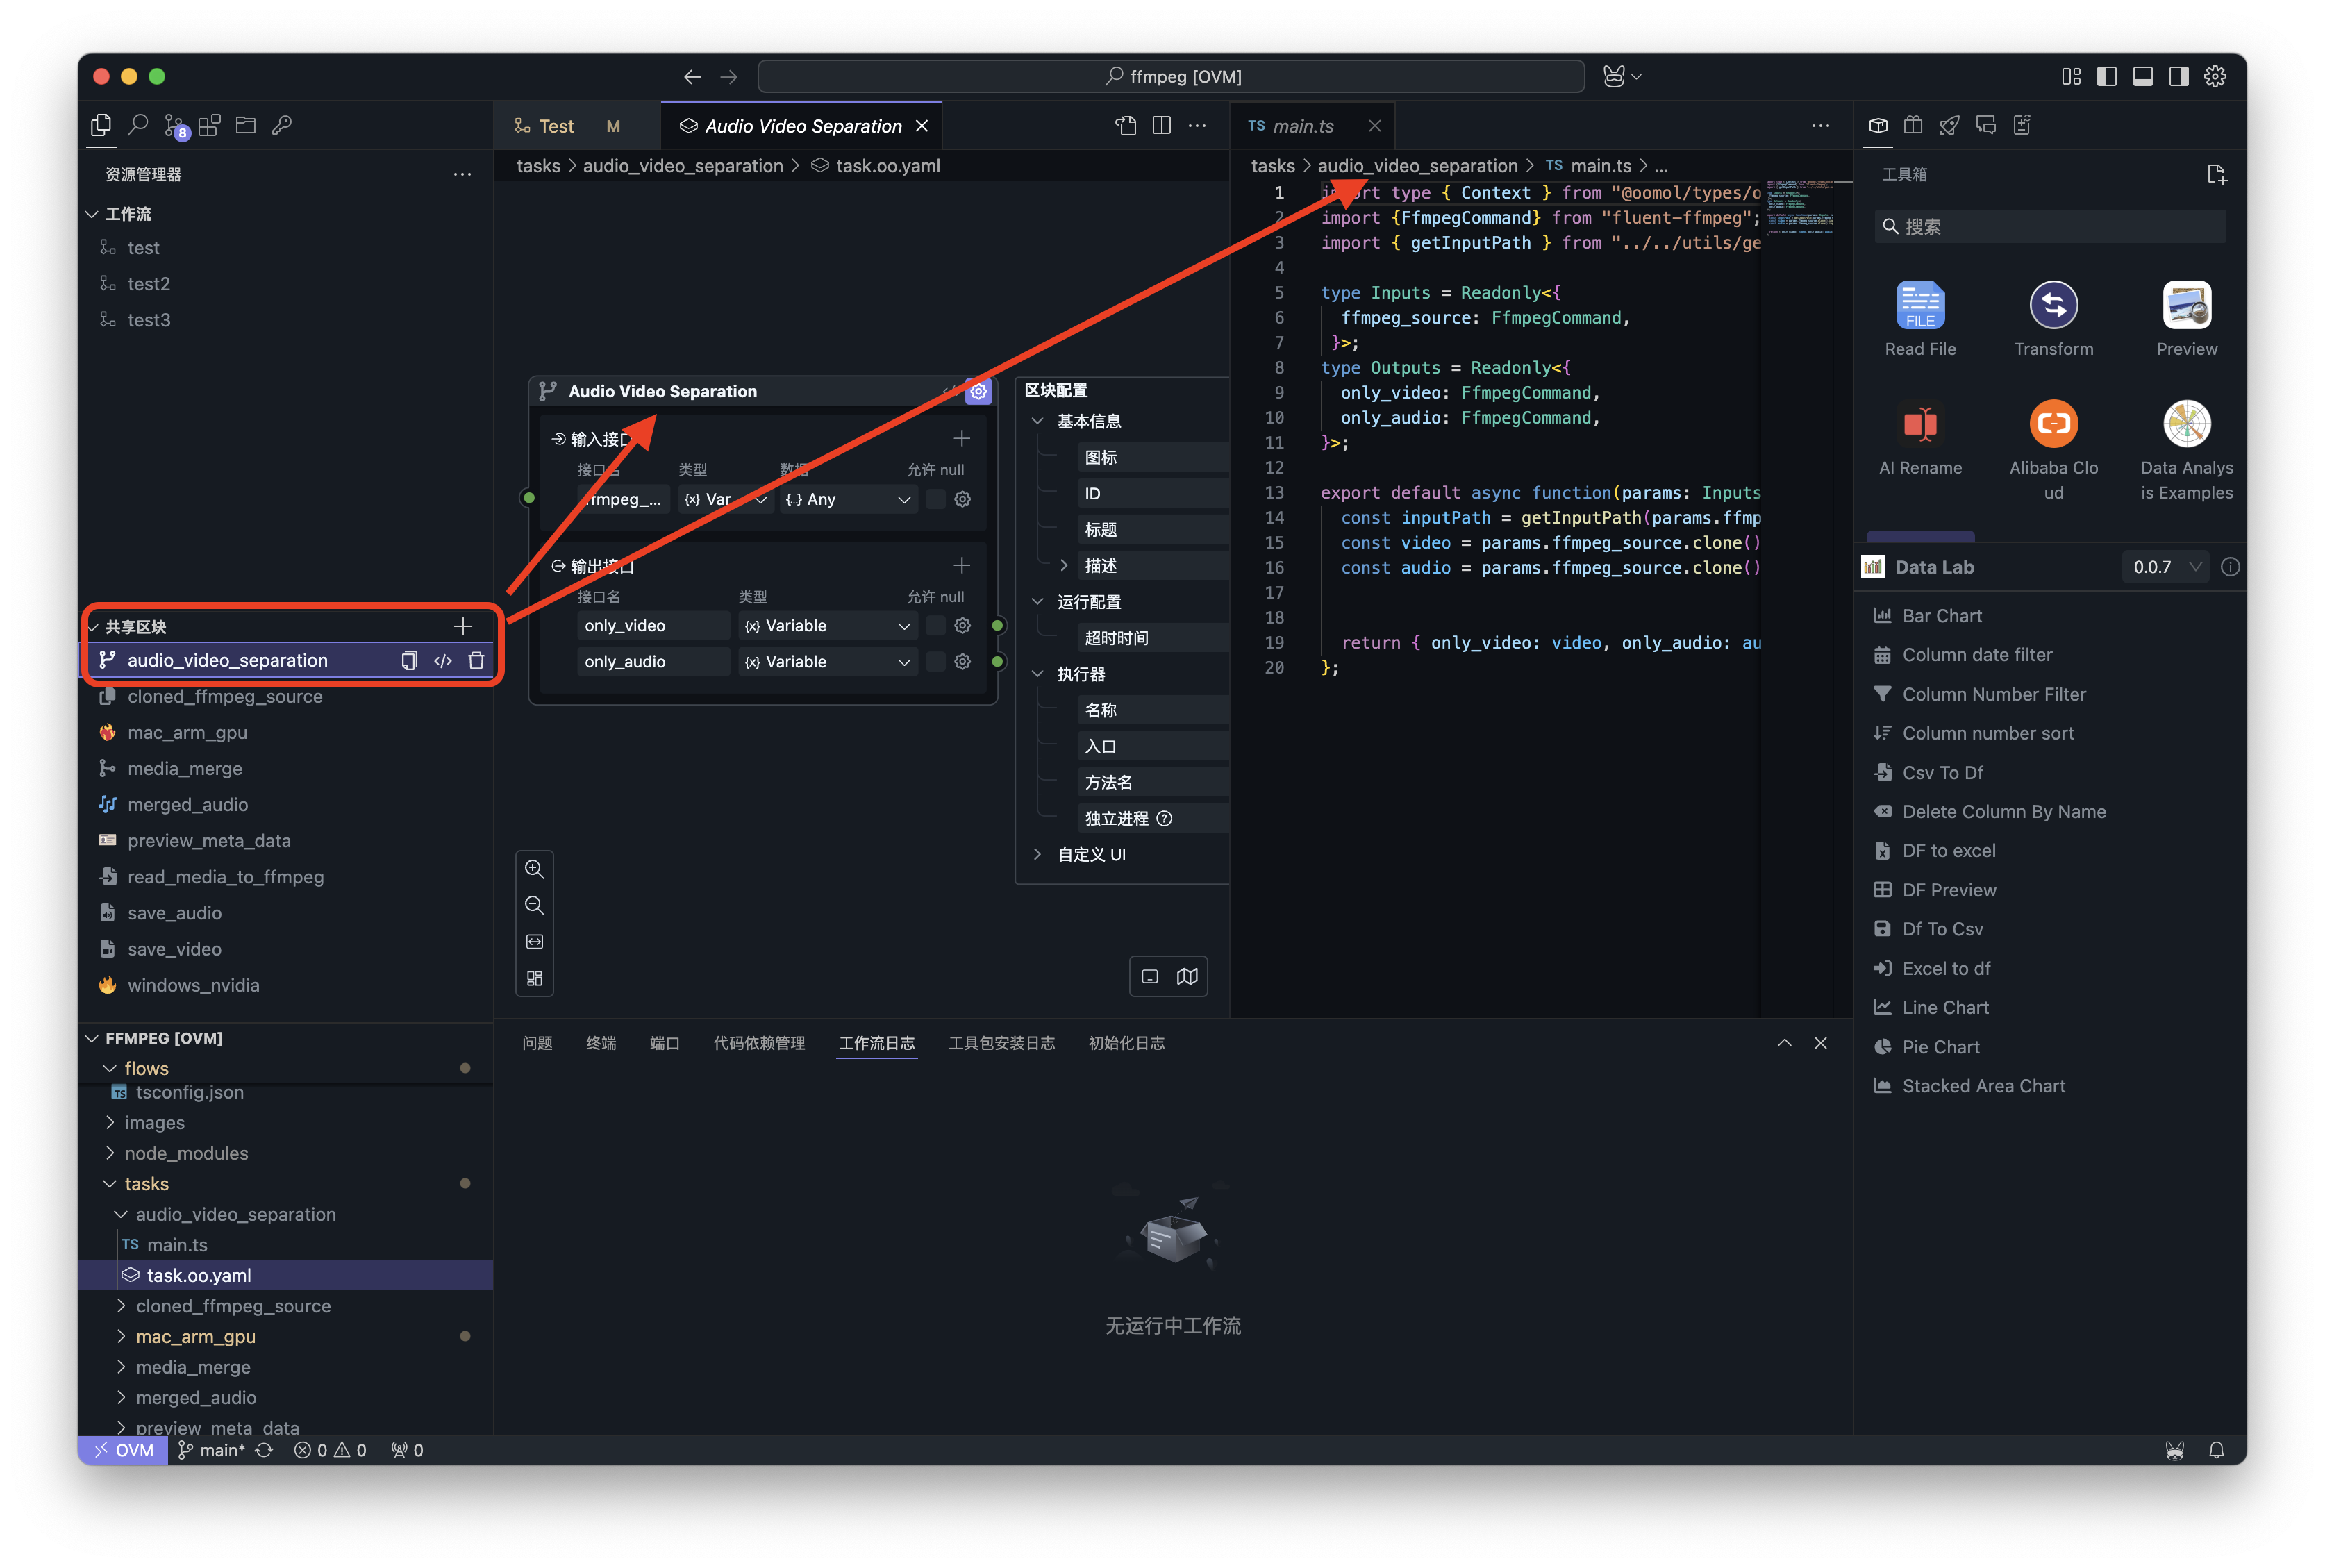 ffmpeg [OVM]
8
资源管理器
工作流
test
test2
test3
共享区块
audio_video_separation
cloned_ffmpeg_source
mac_arm_gpu
media_merge
merged_audio
preview_meta_data
read_media_to_ffmpeg
save_audio
save_video
windows_nvidia
FFMPEG [OVM]
flows
TS tsconfig.json
images
node_modules
tasks
audio_video_separation
TS main.ts
task.oo.yaml
cloned_ffmpeg_source
mac_arm_gpu
media_merge
merged_audio
preview_meta_data
Test M
Audio Video Separation
tasks > audio_video_separation > task.oo.yaml
Audio Video Separation
输入接口
接口名 类型 数据 允许 null
ffmpeg_... {x} Var {..} Any
输出接口
接口名 类型 允许 null
only_video {x} Variable
only_audio {x} Variable
区块配置
基本信息
图标
ID
标题
描述
运行配置
超时时间
执行器
名称
入口
方法名
独立进程
自定义 UI
TS main.ts
tasks > audio_video_separation > TS main.ts > ...
1 import type { Context } from "@oomol/types/o
2 import {FfmpegCommand} from "fluent-ffmpeg";
3 import { getInputPath } from "../../utils/ge
4
5 type Inputs = Readonly<{
6 ffmpeg_source: FfmpegCommand,
7 }>;
8 type Outputs = Readonly<{
9 only_video: FfmpegCommand,
10 only_audio: FfmpegCommand,
11 }>;
12
13 export default async function(params: Inputs
14 const inputPath = getInputPath(params.ffmp
15 const video = params.ffmpeg_source.clone()
16 const audio = params.ffmpeg_source.clone()
17
18
19 return { only_video: video, only_audio: au
20 };
问题 终端 端口 代码依赖管理 工作流日志 工具包安装日志 初始化日志
无运行中工作流
工具箱
搜索
FILE
Read File
Transform
Preview
AI Rename
Alibaba Clo
ud
Data Analys
is Examples
Data Lab 0.0.7
Bar Chart
Column date filter
Column Number Filter
Column number sort
Csv To Df
Delete Column By Name
DF to excel
DF Preview
Df To Csv
Excel to df
Line Chart
Pie Chart
Stacked Area Chart
OVM main* 0 0 0